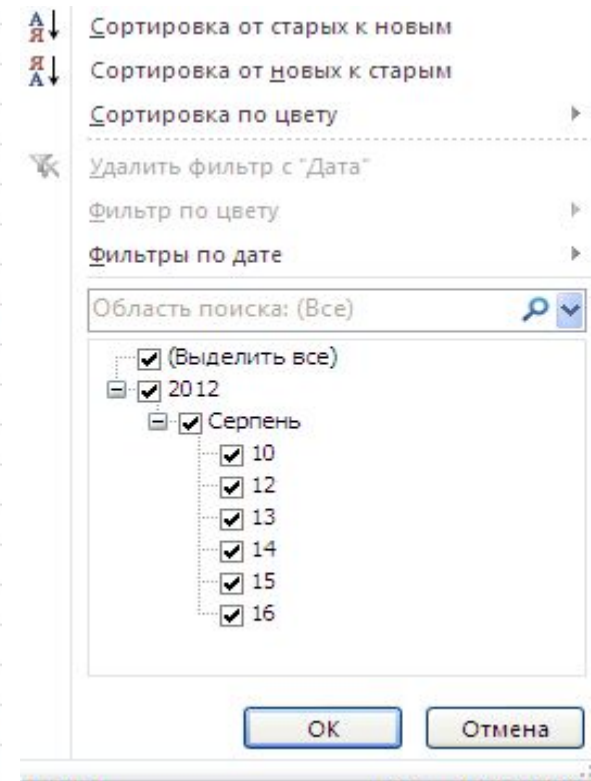 Сортировка от старых к новым
Сортировка от новых к старым
Сортировка по цвету
Удалить фильтр с "Дата"
Фильтр по цвету
Фильтры по дате
Область поиска: (Все)
(Выделить все)
2012
Серпень
10
12
13
14
15
16
ОК Отмена